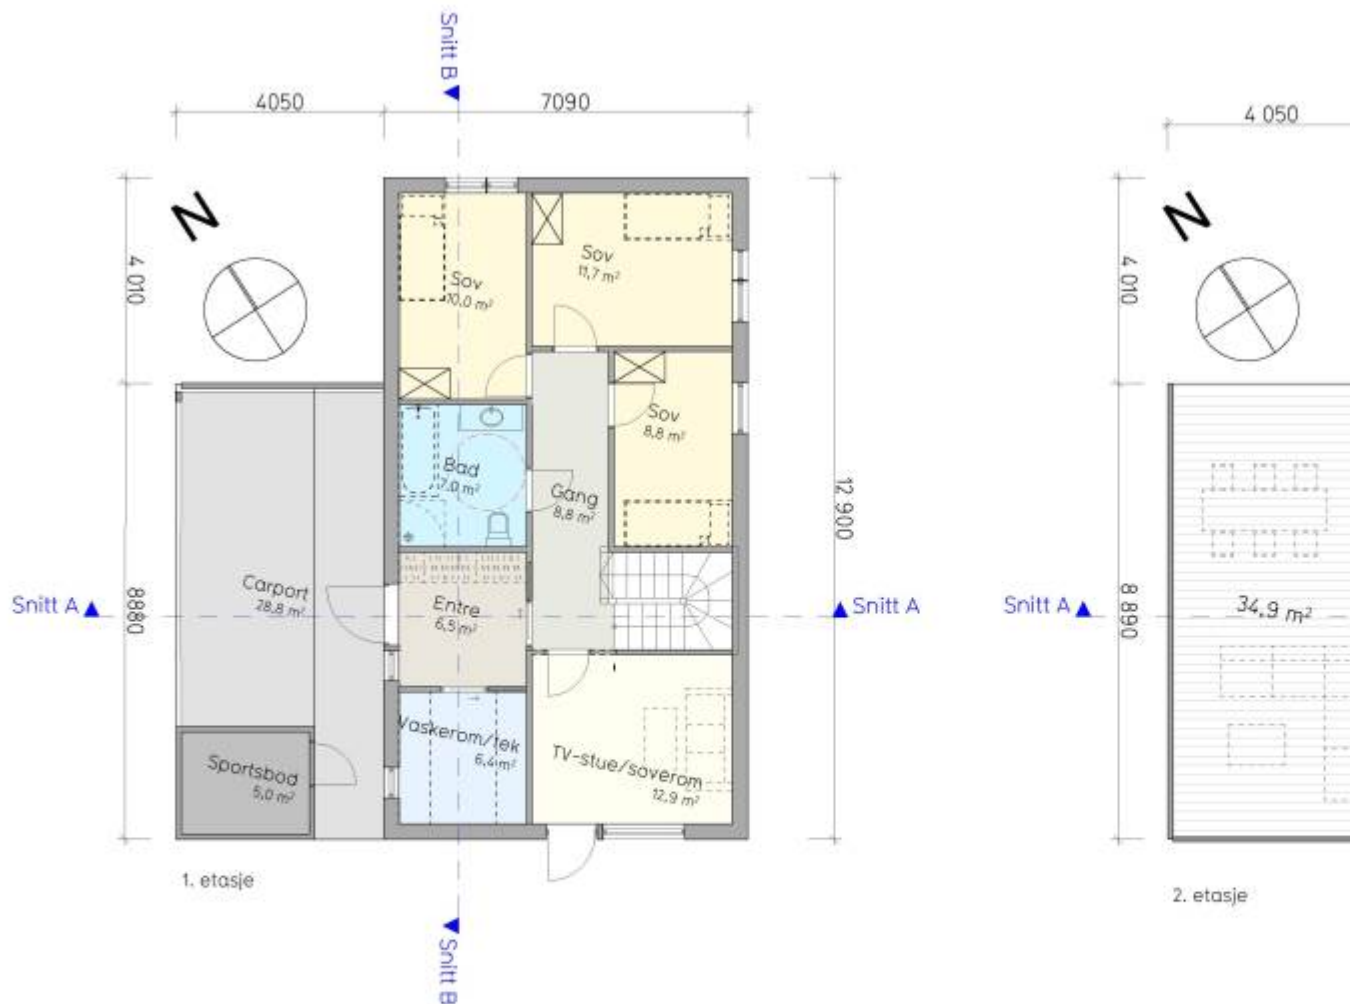 Snitt B
4050
7090
4 050
N
N
4 010
4 010
Sov
11,7 m²
Sov
10,0 m²
Sov
8,8 m²
Bad
7,0 m²
Gang
8,8 m²
12 900
Carport
28,8 m²
Entre
6,5 m²
Snitt A
8880
Snitt A
Snitt A
8 890
34,9 m²
Vaskerom/tek
6,4 m²
TV-stue/soverom
12,9 m²
Sportsbod
5,0 m²
1. etasje
2. etasje
Snitt B